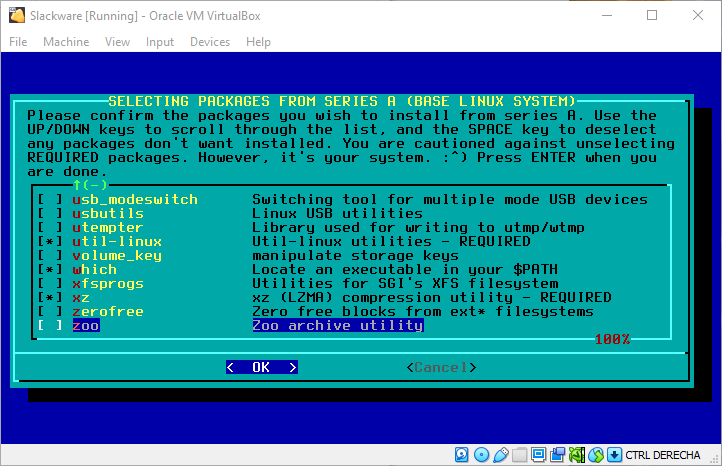 Slackware [Running] - Oracle VM VirtualBox
File Machine View Input Devices Help
SELECTING PACKAGES FROM SERIES A (BASE LINUX SYSTEM)
Please confirm the packages you wish to install from series A. Use the
UP/DOWN keys to scroll through the list, and the SPACE key to deselect
any packages don't want installed. You are cautioned against unselecting
REQUIRED packages. However, it's your system. :^) Press ENTER when you
are done.
↑(-)
[ ] usb_modeswitch Switching tool for multiple mode USB devices
[ ] usbutils Linux USB utilities
[ ] utempter Library used for writing to utmp/wtmp
[*] util-linux Util-linux utilities - REQUIRED
[ ] volume_key manipulate storage keys
[*] which Locate an executable in your $PATH
[ ] xfsprogs Utilities for SGI's XFS filesystem
[*] xz xz (LZMA) compression utility - REQUIRED
[ ] zerofree Zero free blocks from ext* filesystems
[ ] zoo Zoo archive utility
100%
< OK > <Cancel>
CTRL DERECHA